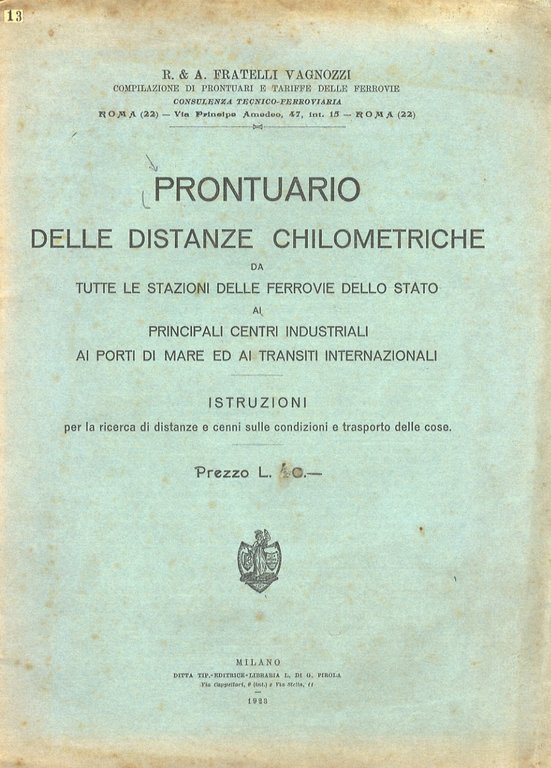 13
R. & A. FRATELLI VAGNOZZI
COMPILAZIONE DI PRONTUARI E TARIFFE DELLE FERROVIE
CONSULENZA TECNICO-FERROVIARIA
ROMA (22) — Via Principe Amedeo, 47, int. 15 — ROMA (22)
PRONTUARIO
DELLE DISTANZE CHILOMETRICHE
DA
TUTTE LE STAZIONI DELLE FERROVIE DELLO STATO
AI
PRINCIPALI CENTRI INDUSTRIALI
AI PORTI DI MARE ED AI TRANSITI INTERNAZIONALI
ISTRUZIONI
per la ricerca di distanze e cenni sulle condizioni e trasporto delle cose.
Prezzo L. 40.—
MILANO
DITTA TIP.-EDITRICE-LIBRARIA L. DI G. PIROLA
Via Cappellari, (int.) e Via Stella, 11
1923